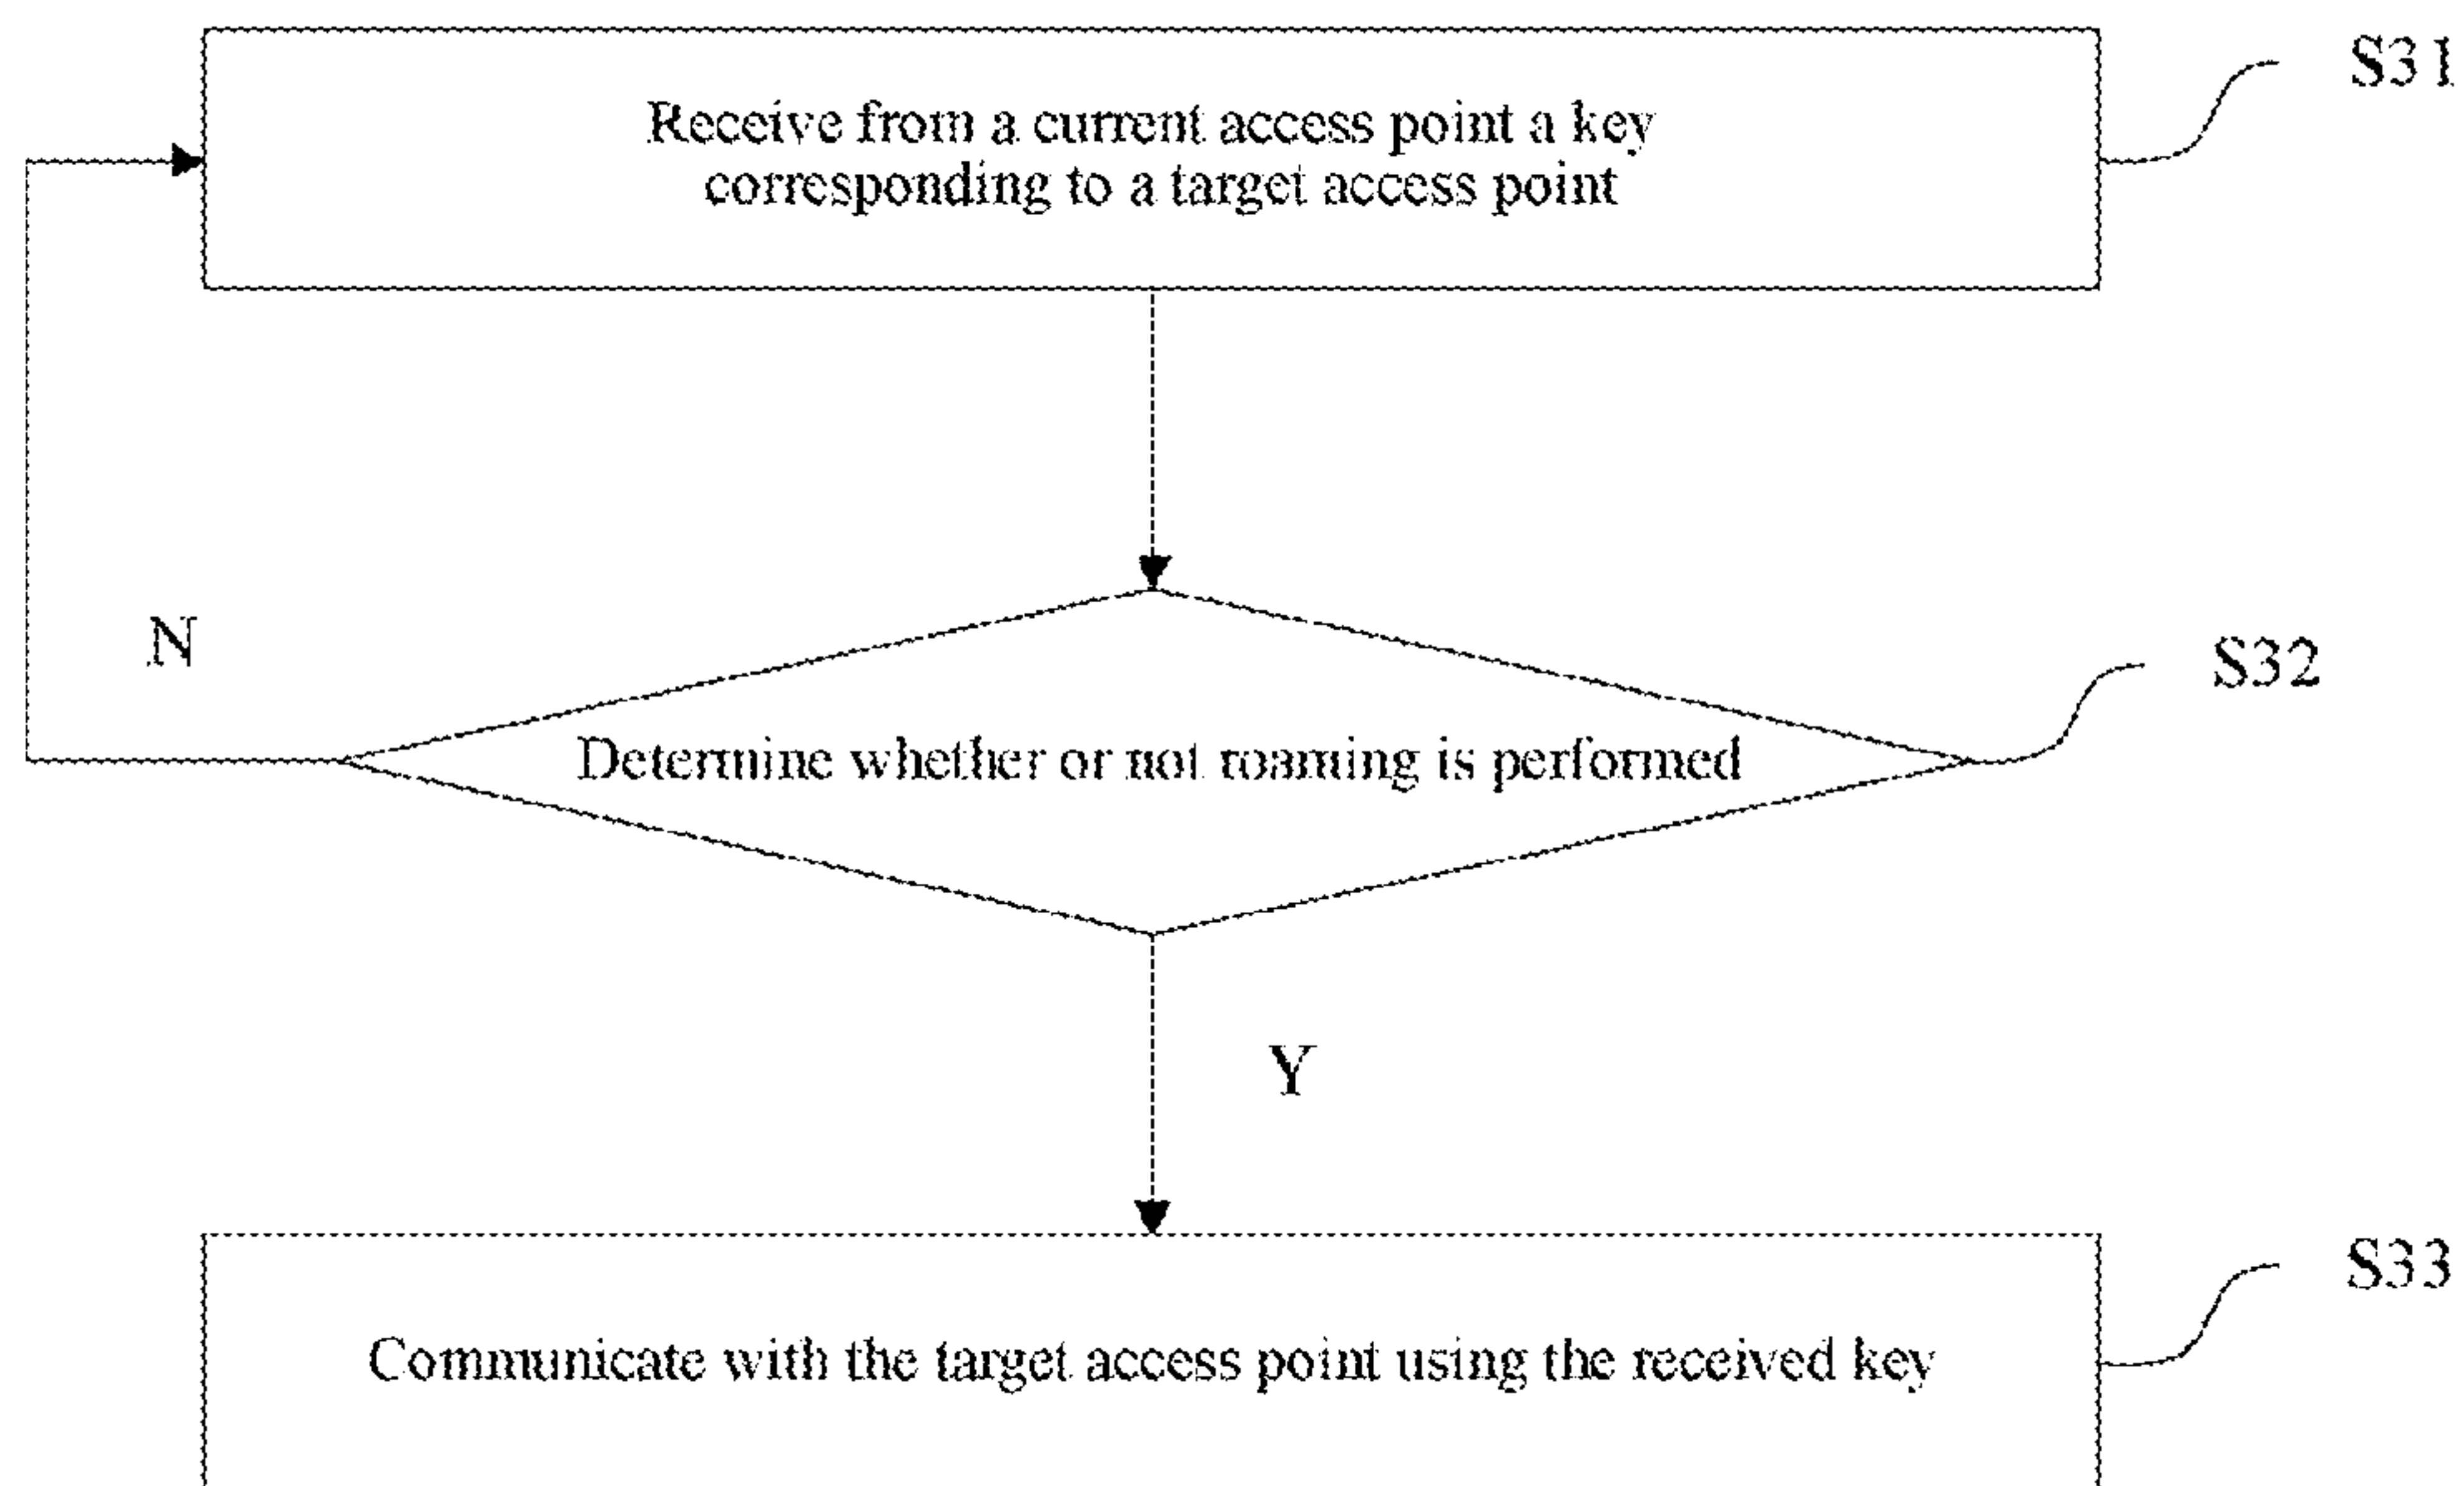 S31
Receive from a current access point a key
corresponding to a target access point
N
S32
Determine whether or not roaming is performed
Y
S33
Communicate with the target access point using the received key